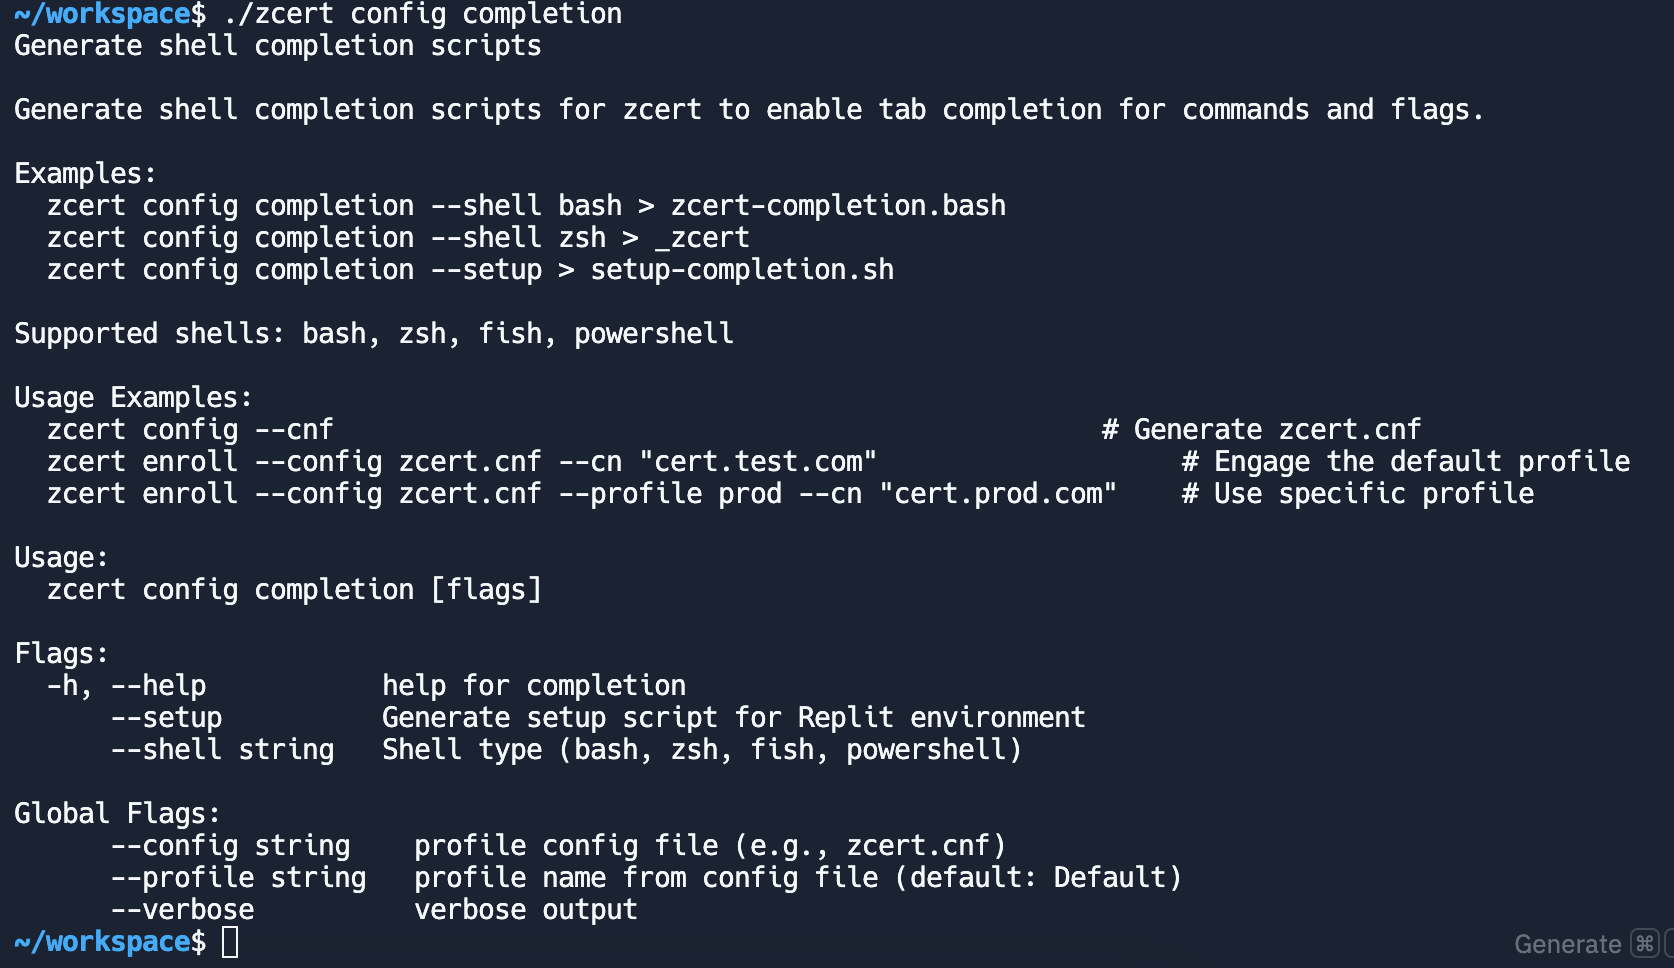 ~/workspace$ ./zcert config completion
Generate shell completion scripts

Generate shell completion scripts for zcert to enable tab completion for commands and flags.

Examples:
  zcert config completion --shell bash > zcert-completion.bash
  zcert config completion --shell zsh > _zcert
  zcert config completion --setup > setup-completion.sh

Supported shells: bash, zsh, fish, powershell

Usage Examples:
  zcert config --cnf                                                # Generate zcert.cnf
  zcert enroll --config zcert.cnf --cn "cert.test.com"                   # Engage the default profile
  zcert enroll --config zcert.cnf --profile prod --cn "cert.prod.com"    # Use specific profile

Usage:
  zcert config completion [flags]

Flags:
  -h, --help           help for completion
      --setup          Generate setup script for Replit environment
      --shell string   Shell type (bash, zsh, fish, powershell)

Global Flags:
      --config string    profile config file (e.g., zcert.cnf)
      --profile string   profile name from config file (default: Default)
      --verbose          verbose output
~/workspace$
Generate ⌘